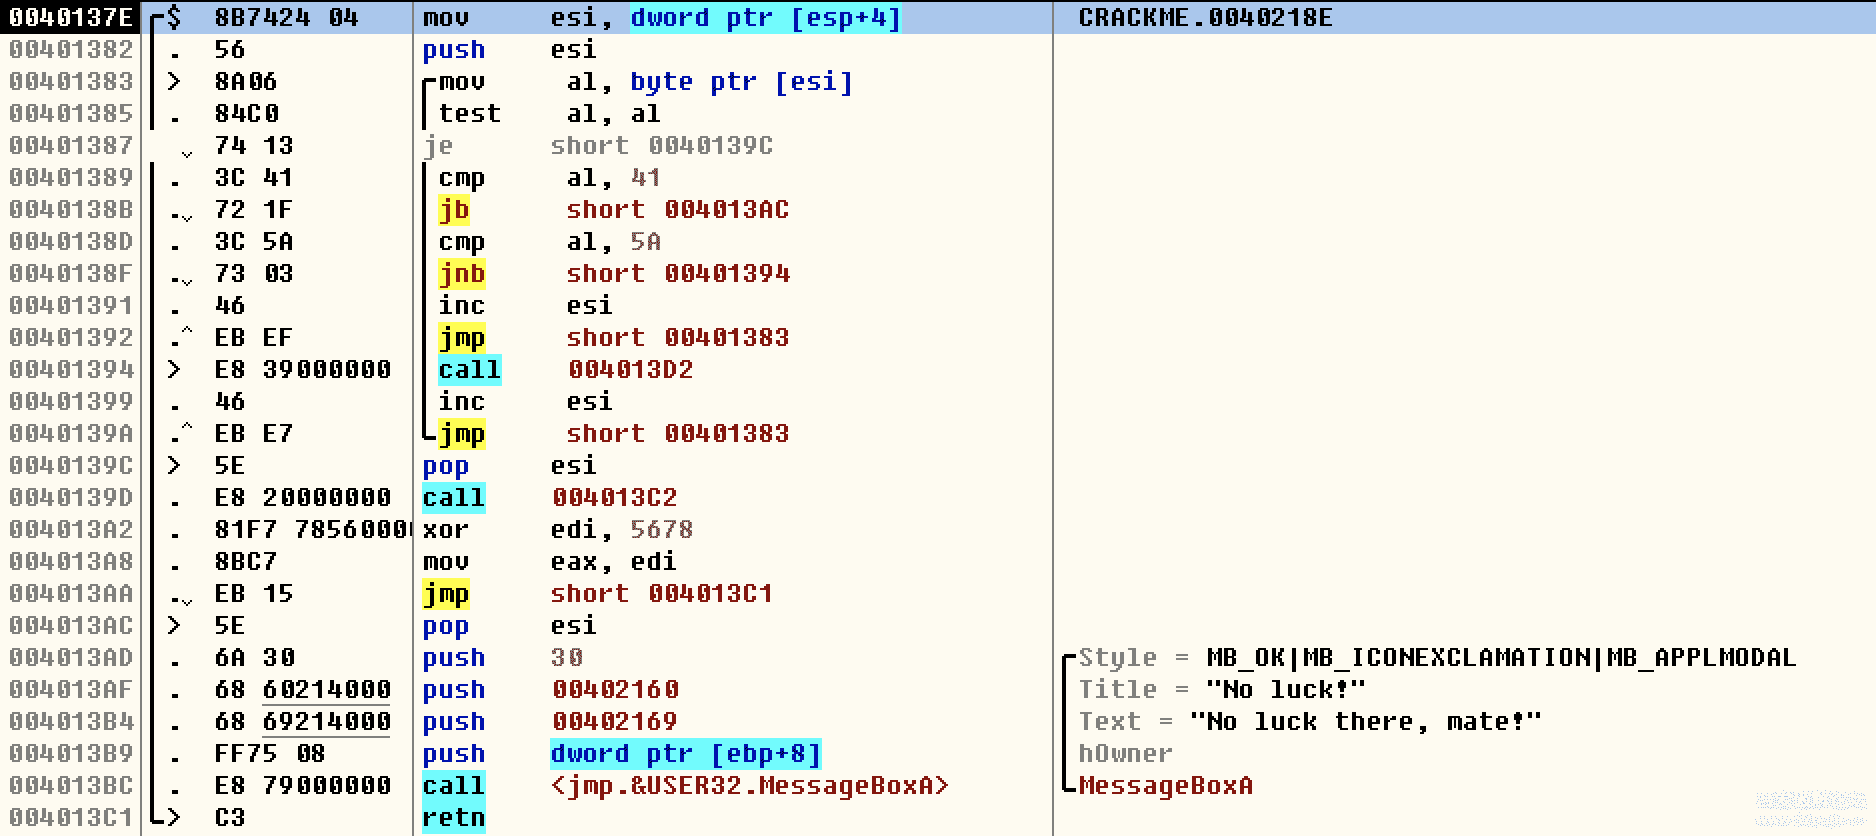 0040137E $ 8B7424 04 mov esi, dword ptr [esp+4] CRACKME.0040218E
00401382 . 56 push esi
00401383 > 8A06 mov al, byte ptr [esi]
00401385 . 84C0 test al, al
00401387 74 13 je short 0040139C
00401389 . 3C 41 cmp al, 41
0040138B . 72 1F jb short 004013AC
0040138D . 3C 5A cmp al, 5A
0040138F . 73 03 jnb short 00401394
00401391 . 46 inc esi
00401392 .^ EB EF jmp short 00401383
00401394 > E8 39000000 call 004013D2
00401399 . 46 inc esi
0040139A .^ EB E7 jmp short 00401383
0040139C > 5E pop esi
0040139D . E8 20000000 call 004013C2
004013A2 . 81F7 7856000 xor edi, 5678
004013A8 . 8BC7 mov eax, edi
004013AA . EB 15 jmp short 004013C1
004013AC > 5E pop esi
004013AD . 6A 30 push 30 Style = MB_OK|MB_ICONEXCLAMATION|MB_APPLMODAL
004013AF . 68 60214000 push 00402160 Title = "No luck!"
004013B4 . 68 69214000 push 00402169 Text = "No luck there, mate!"
004013B9 . FF75 08 push dword ptr [ebp+8] hOwner
004013BC . E8 79000000 call <jmp.&USER32.MessageBoxA> MessageBoxA
004013C1 > C3 retn